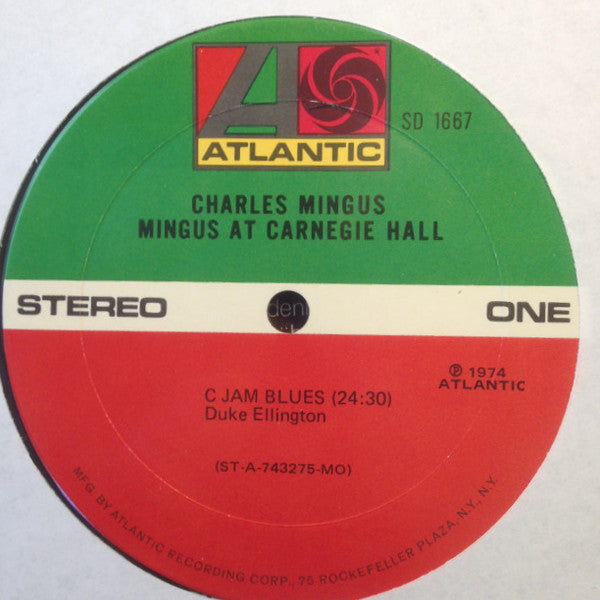 ATLANTIC
SD 1667
CHARLES MINGUS
MINGUS AT CARNEGIE HALL
STEREO
ONE
℗ 1974
ATLANTIC
C JAM BLUES (24:30)
Duke Ellington
(ST-A-743275-MO)
MFG. BY ATLANTIC RECORDING CORP., 75 ROCKEFELLER PLAZA, N.Y., N.Y.